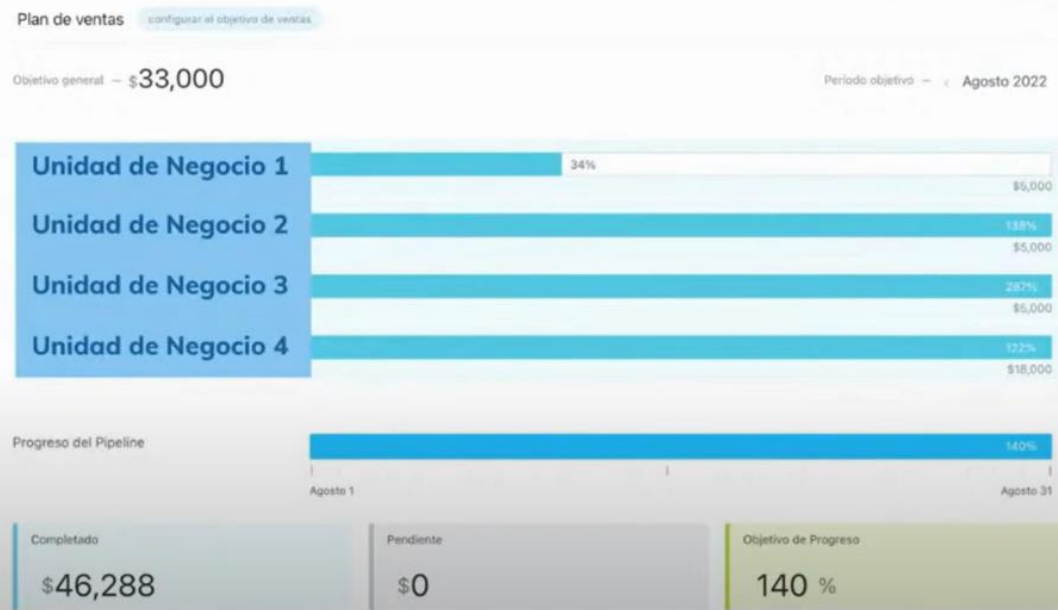 Plan de ventas configurar el objetivo de ventas
Objetivo general – $33,000
Periodo objetivo – ‹ Agosto 2022
Unidad de Negocio 1
34%
$5,000
Unidad de Negocio 2
138%
$5,000
Unidad de Negocio 3
287%
$5,000
Unidad de Negocio 4
122%
$18,000
Progreso del Pipeline
140%
Agosto 1
Agosto 31
Completado
$46,288
Pendiente
$0
Objetivo de Progreso
140 %